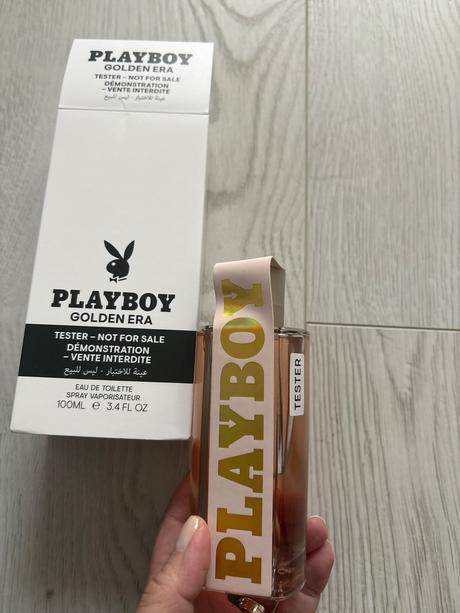 PLAYBOY
GOLDEN ERA
TESTER – NOT FOR SALE
DÉMONSTRATION
– VENTE INTERDITE
عينة للاختبار - ليس للبيع
PLAYBOY
GOLDEN ERA
TESTER – NOT FOR SALE
DÉMONSTRATION
– VENTE INTERDITE
عينة للاختبار - ليس للبيع
EAU DE TOILETTE
SPRAY VAPORISATEUR
100ML ℮ 3.4 FL OZ
PLAYBOY
TESTER